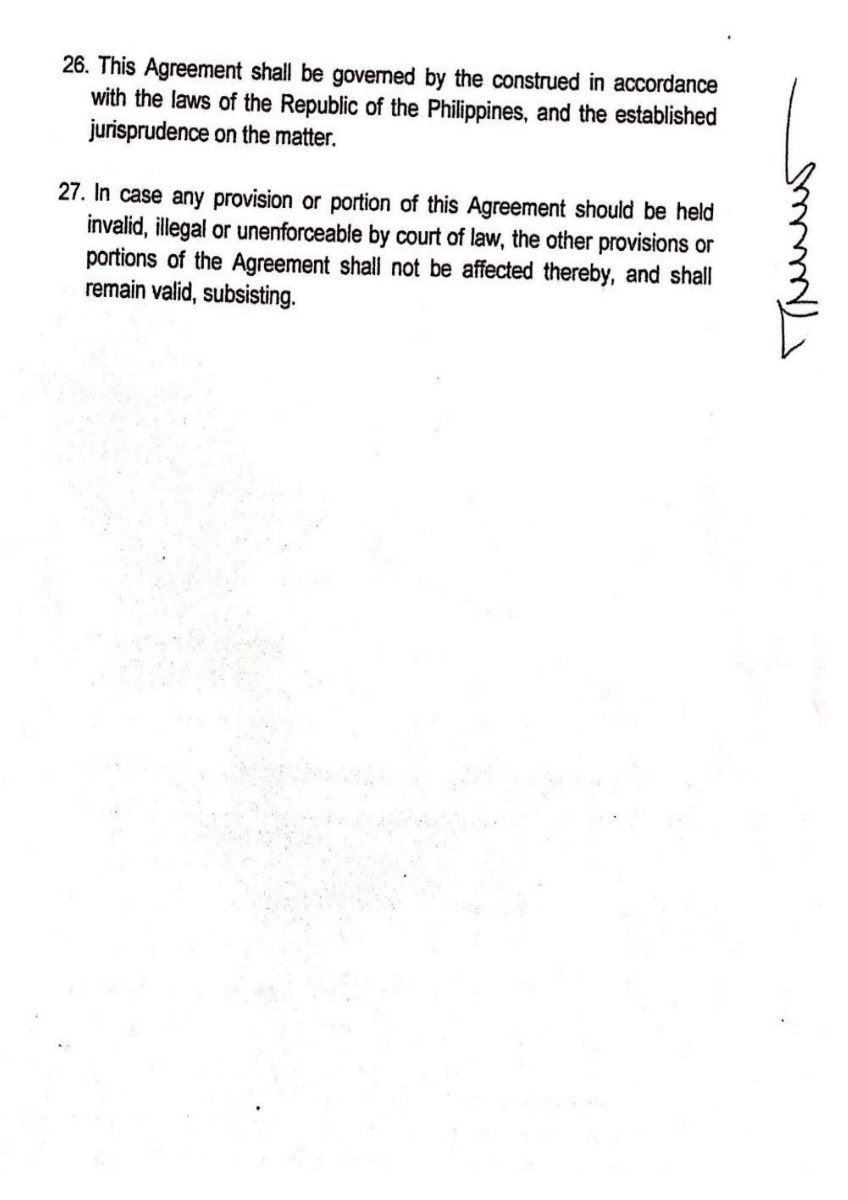 26. This Agreement shall be governed by the construed in accordance
with the laws of the Republic of the Philippines, and the established
jurisprudence on the matter.
27. In case any provision or portion of this Agreement should be held
invalid, illegal or unenforceable by court of law, the other provisions or
portions of the Agreement shall not be affected thereby, and shall
remain valid, subsisting.